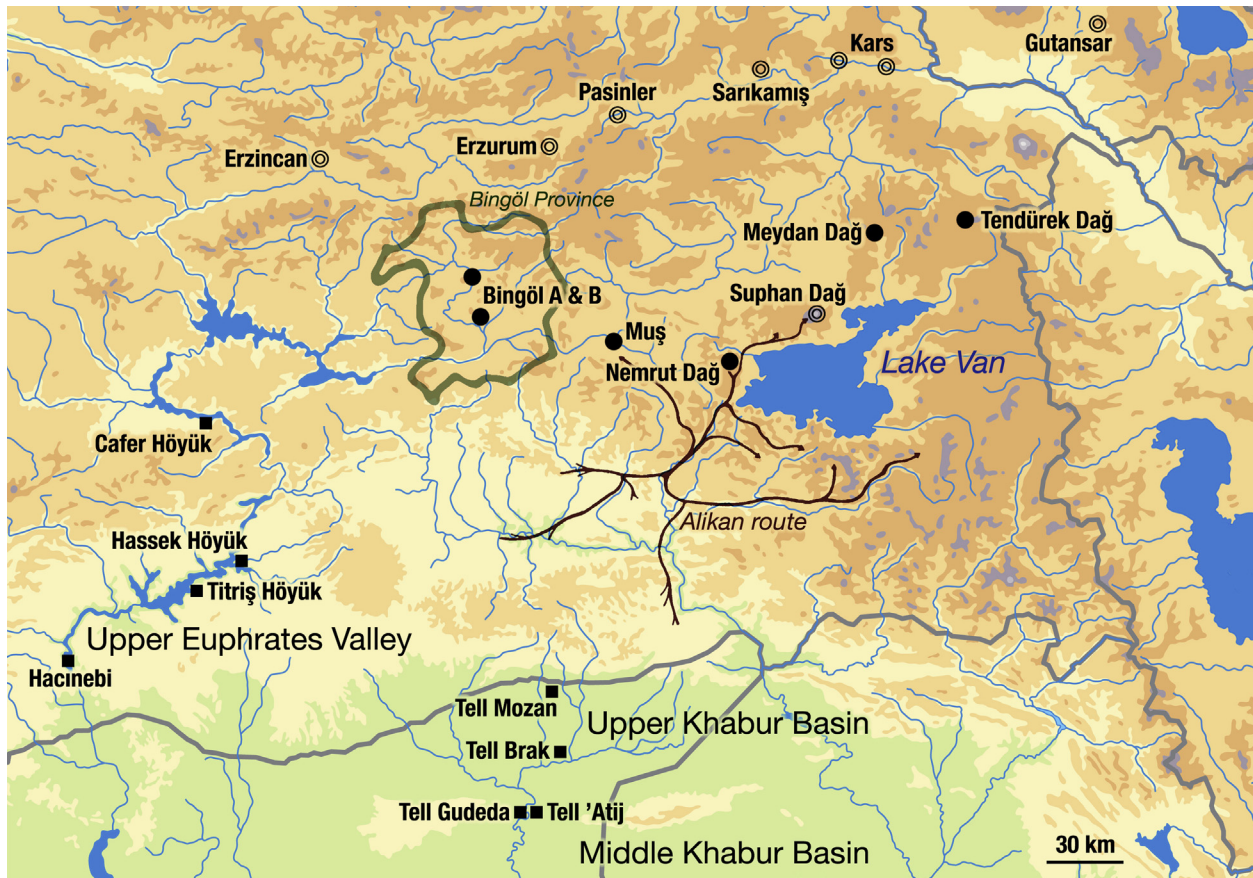 Kars
Gutansar
Sarıkamış
Pasinler
Erzurum
Erzincan
Bingöl Province
Tendürek Dağ
Meydan Dağ
Bingöl A & B
Suphan Dağ
Muş
Nemrut Dağ
Lake Van
Cafer Höyük
Alikan route
Hassek Höyük
Titriş Höyük
Upper Euphrates Valley
Hacınebi
Tell Mozan
Upper Khabur Basin
Tell Brak
Tell Gudeda
Tell ’Atij
Middle Khabur Basin
30 km